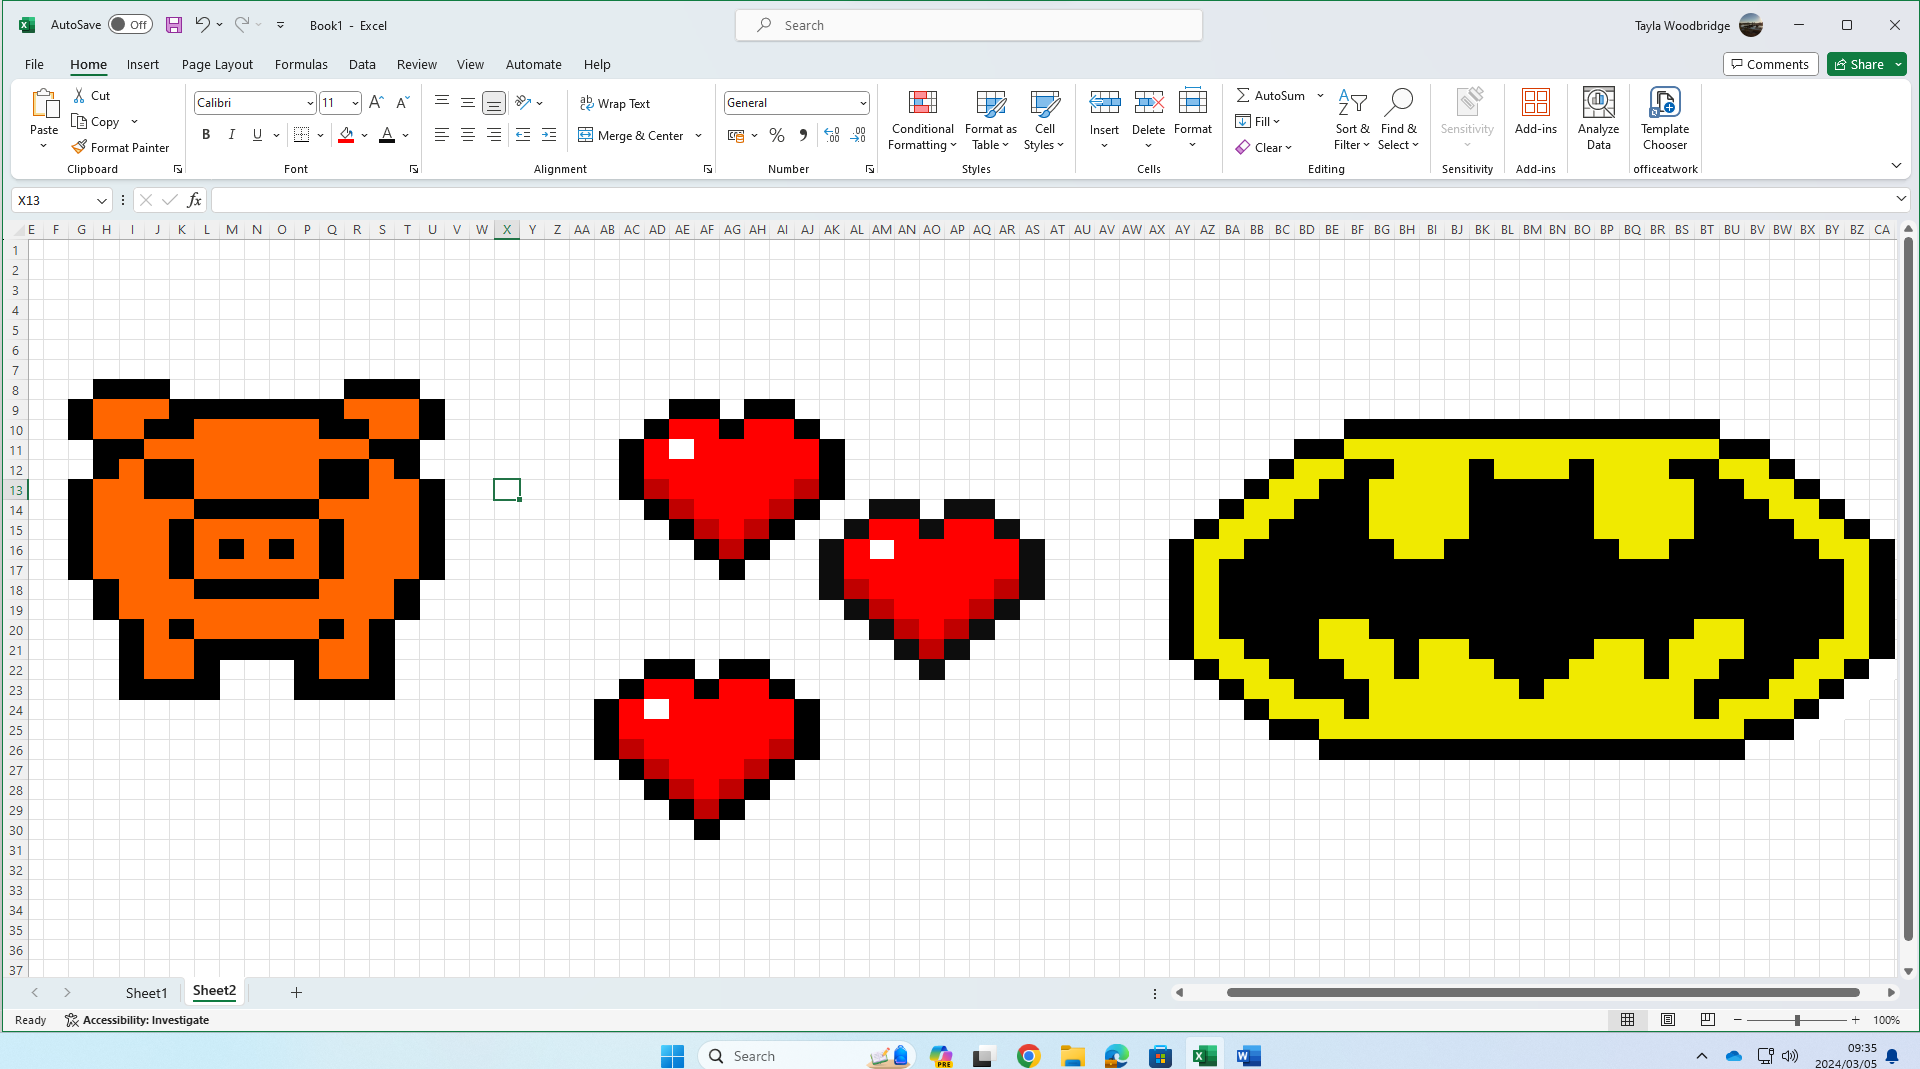 AutoSave Off Book1 - Excel Search Tayla Woodbridge
File Home Insert Page Layout Formulas Data Review View Automate Help Comments Share
Paste Cut Copy Format Painter
Clipboard
Calibri 11
B I U A
Font
Wrap Text
Merge & Center
Alignment
General
Number
Conditional Formatting Format as Table Cell Styles
Styles
Insert Delete Format
Cells
AutoSum
Fill
Clear
Sort & Filter Find & Select
Editing
Sensitivity
Sensitivity
Add-ins
Add-ins
Analyze Data
Template Chooser
officeatwork
X13 fx
E F G H I J K L M N O P Q R S T U V W X Y Z AA AB AC AD AE AF AG AH AI AJ AK AL AM AN AO AP AQ AR AS AT AU AV AW AX AY AZ BA BB BC BD BE BF BG BH BI BJ BK BL BM BN BO BP BQ BR BS BT BU BV BW BX BY BZ CA
1
2
3
4
5
6
7
8
9
10
11
12
13
14
15
16
17
18
19
20
21
22
23
24
25
26
27
28
29
30
31
32
33
34
35
36
37
Sheet1 Sheet2
Ready Accessibility: Investigate 100%
Search PRE 09:35
2024/03/05